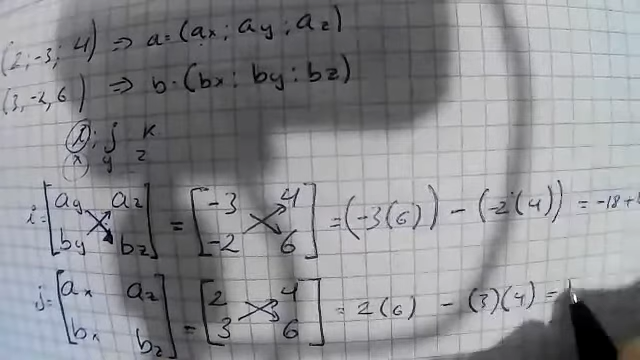 (2;-3; 4) => a=(ax; ay; az)
(3,-2,6) => b=(bx; by; bz)
i; j k
x y z
i= [ay az] = [-3 4] =(-3(6)) - (-2(4)) = -18+
[by bz] [-2 6]
j= [ax az] = [2 4] = 2(6) - (3)(4) =
[bx bz] [3 6]